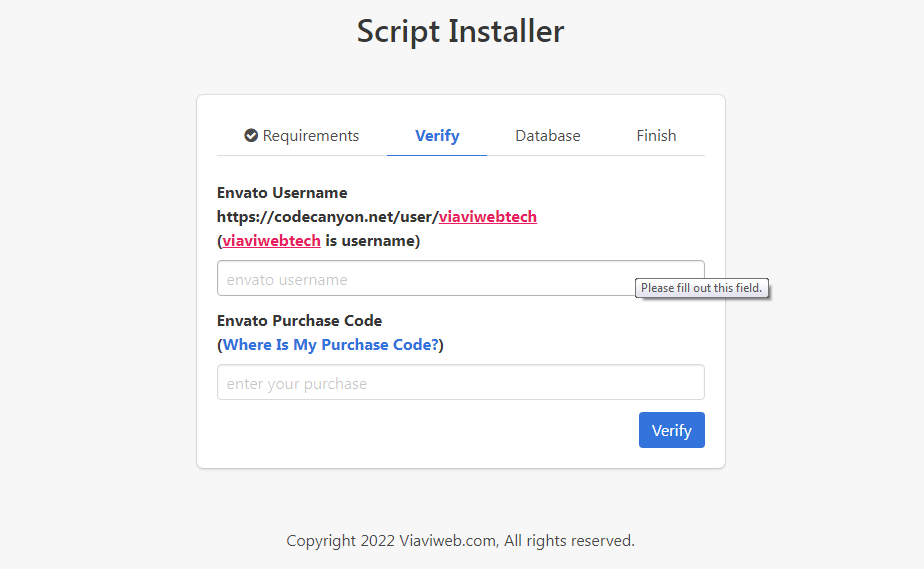 Script Installer
Requirements Verify Database Finish
Envato Username
https://codecanyon.net/user/viaviwebtech
(viaviwebtech is username)
envato username
Please fill out this field.
Envato Purchase Code
(Where Is My Purchase Code?)
enter your purchase
Verify
Copyright 2022 Viaviweb.com, All rights reserved.